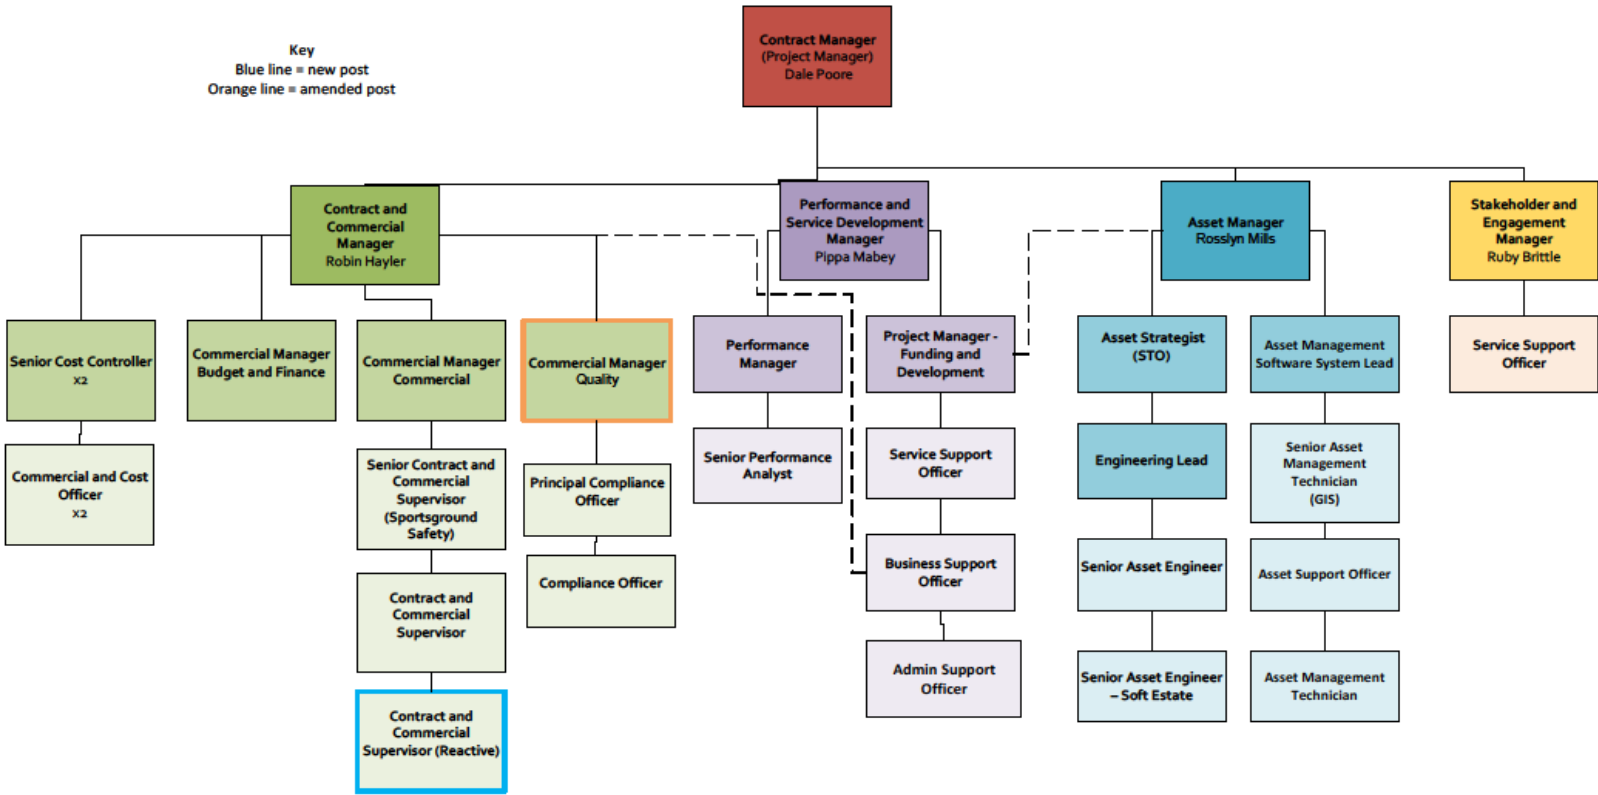 Key
Blue line = new post
Orange line = amended post
Contract Manager
(Project Manager)
Dale Poore
Contract and
Commercial
Manager
Robin Hayler
Performance and
Service Development
Manager
Pippa Mabey
Asset Manager
Rosslyn Mills
Stakeholder and
Engagement
Manager
Ruby Brittle
Senior Cost Controller
x2
Commercial Manager
Budget and Finance
Commercial Manager
Commercial
Commercial Manager
Quality
Performance
Manager
Project Manager -
Funding and
Development
Asset Strategist
(STO)
Asset Management
Software System Lead
Service Support
Officer
Commercial and Cost
Officer
x2
Senior Contract and
Commercial
Supervisor
(Sportsground
Safety)
Principal Compliance
Officer
Senior Performance
Analyst
Service Support
Officer
Engineering Lead
Senior Asset
Management
Technician
(GIS)
Contract and
Commercial
Supervisor
Compliance Officer
Business Support
Officer
Senior Asset Engineer
Asset Support Officer
Contract and
Commercial
Supervisor (Reactive)
Admin Support
Officer
Senior Asset Engineer
– Soft Estate
Asset Management
Technician